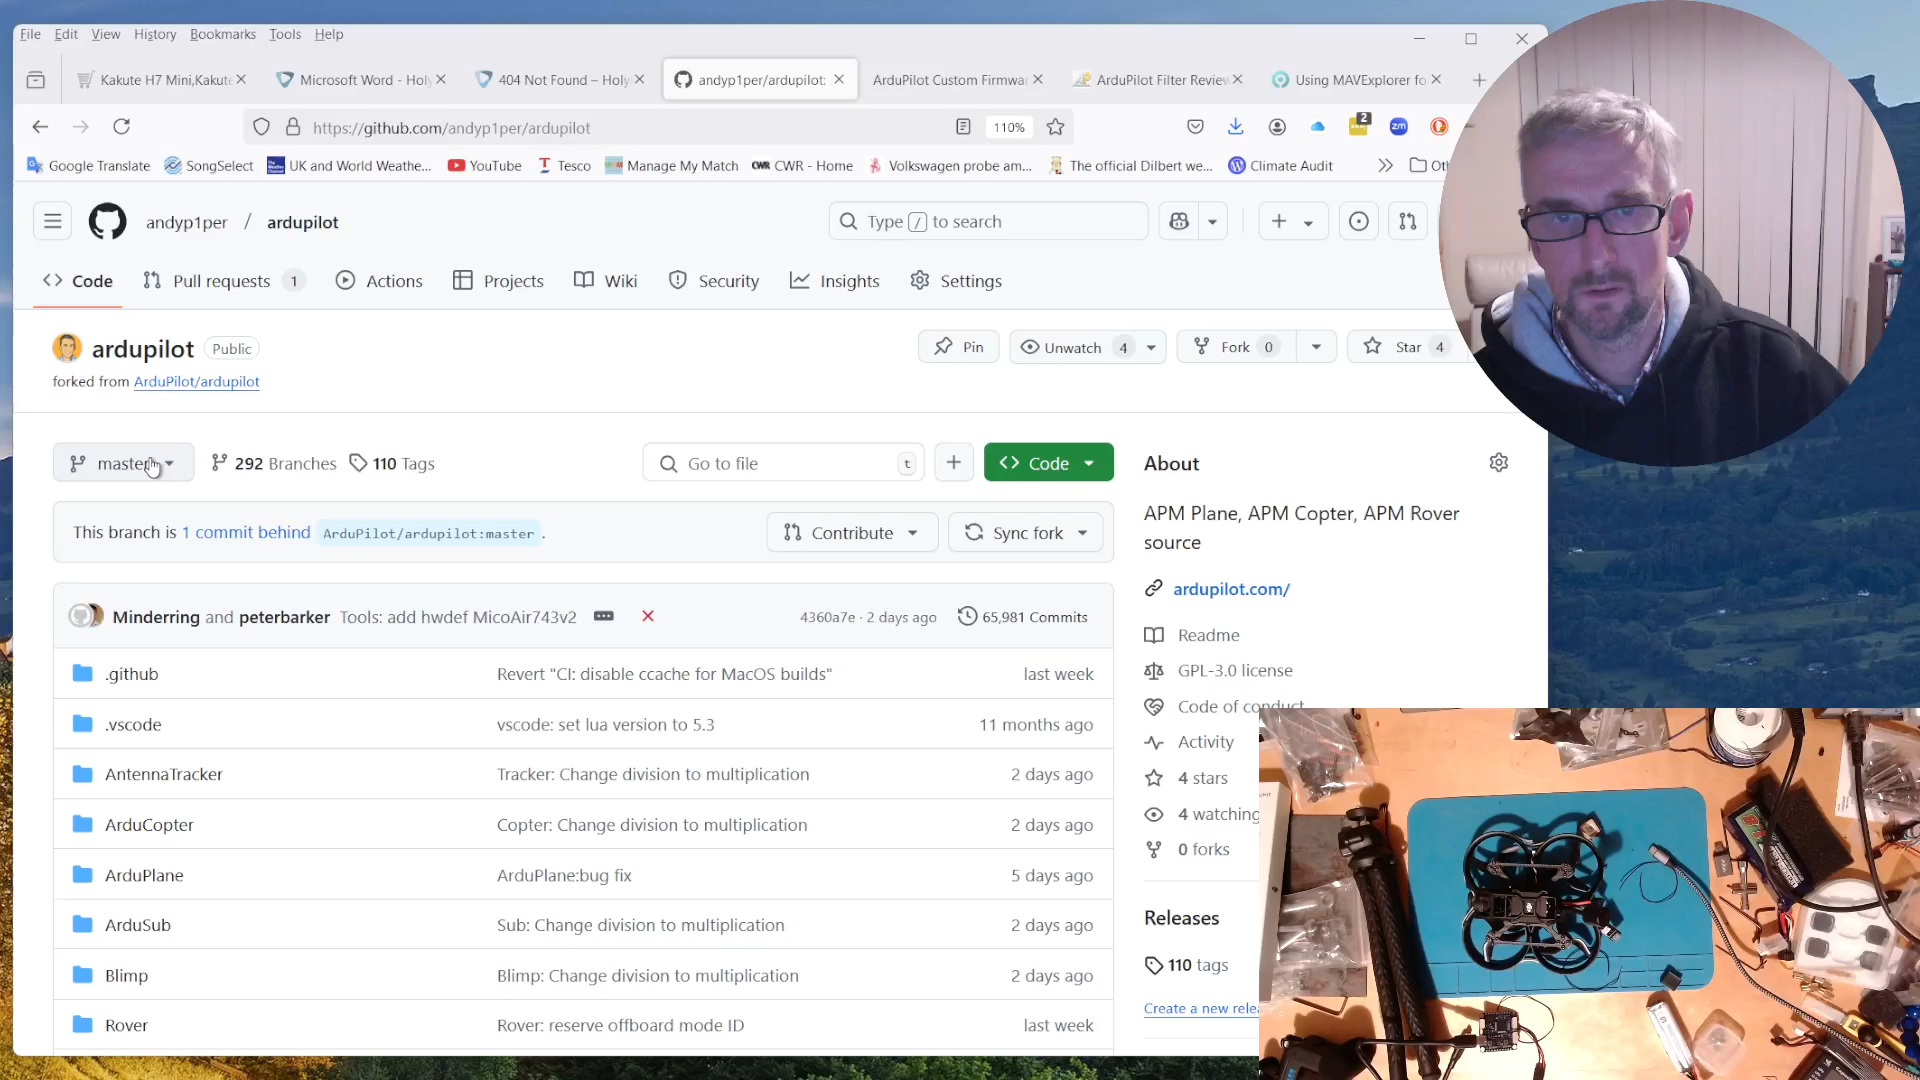 File Edit View History Bookmarks Tools Help
Kakute H7 Mini,Kakute
Microsoft Word - Holy
404 Not Found – Holy
andyp1per/ardupilot:
ArduPilot Custom Firmwar
ArduPilot Filter Review
Using MAVExplorer fo
https://github.com/andyp1per/ardupilot
110%
2
zm
Google Translate
SongSelect
UK and World Weathe...
YouTube
Tesco
Manage My Match
CWR CWR - Home
Volkswagen probe am...
The official Dilbert we...
Climate Audit
andyp1per / ardupilot
Type / to search
Code
Pull requests 1
Actions
Projects
Wiki
Security
Insights
Settings
ardupilot Public
Pin
Unwatch 4
Fork 0
Star 4
forked from ArduPilot/ardupilot
master
292 Branches
110 Tags
Go to file t
Code
About
This branch is 1 commit behind ArduPilot/ardupilot:master .
Contribute
Sync fork
APM Plane, APM Copter, APM Rover
source
ardupilot.com/
Minderring and peterbarker Tools: add hwdef MicoAir743v2
4360a7e · 2 days ago
65,981 Commits
Readme
.github Revert "CI: disable ccache for MacOS builds" last week
GPL-3.0 license
Code of conduct
.vscode vscode: set lua version to 5.3 11 months ago
Activity
AntennaTracker Tracker: Change division to multiplication 2 days ago
4 stars
4 watching
ArduCopter Copter: Change division to multiplication 2 days ago
0 forks
ArduPlane ArduPlane:bug fix 5 days ago
Releases
ArduSub Sub: Change division to multiplication 2 days ago
110 tags
Blimp Blimp: Change division to multiplication 2 days ago
Create a new rele
Rover Rover: reserve offboard mode ID last week